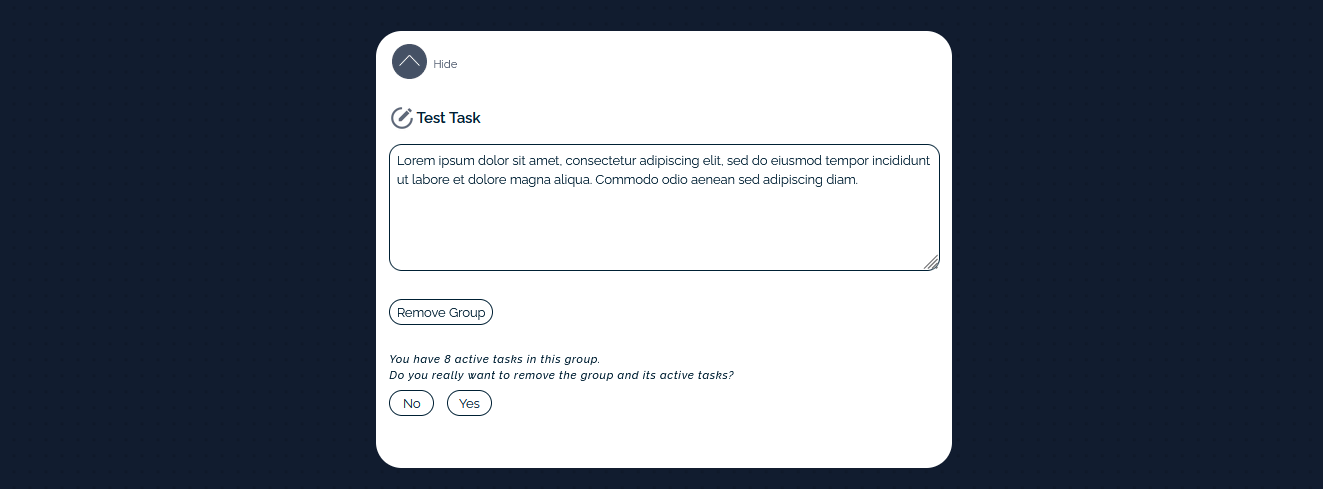 Hide
Test Task
Lorem ipsum dolor sit amet, consectetur adipiscing elit, sed do eiusmod tempor incididunt
ut labore et dolore magna aliqua. Commodo odio aenean sed adipiscing diam.
Remove Group
You have 8 active tasks in this group.
Do you really want to remove the group and its active tasks?
No Yes